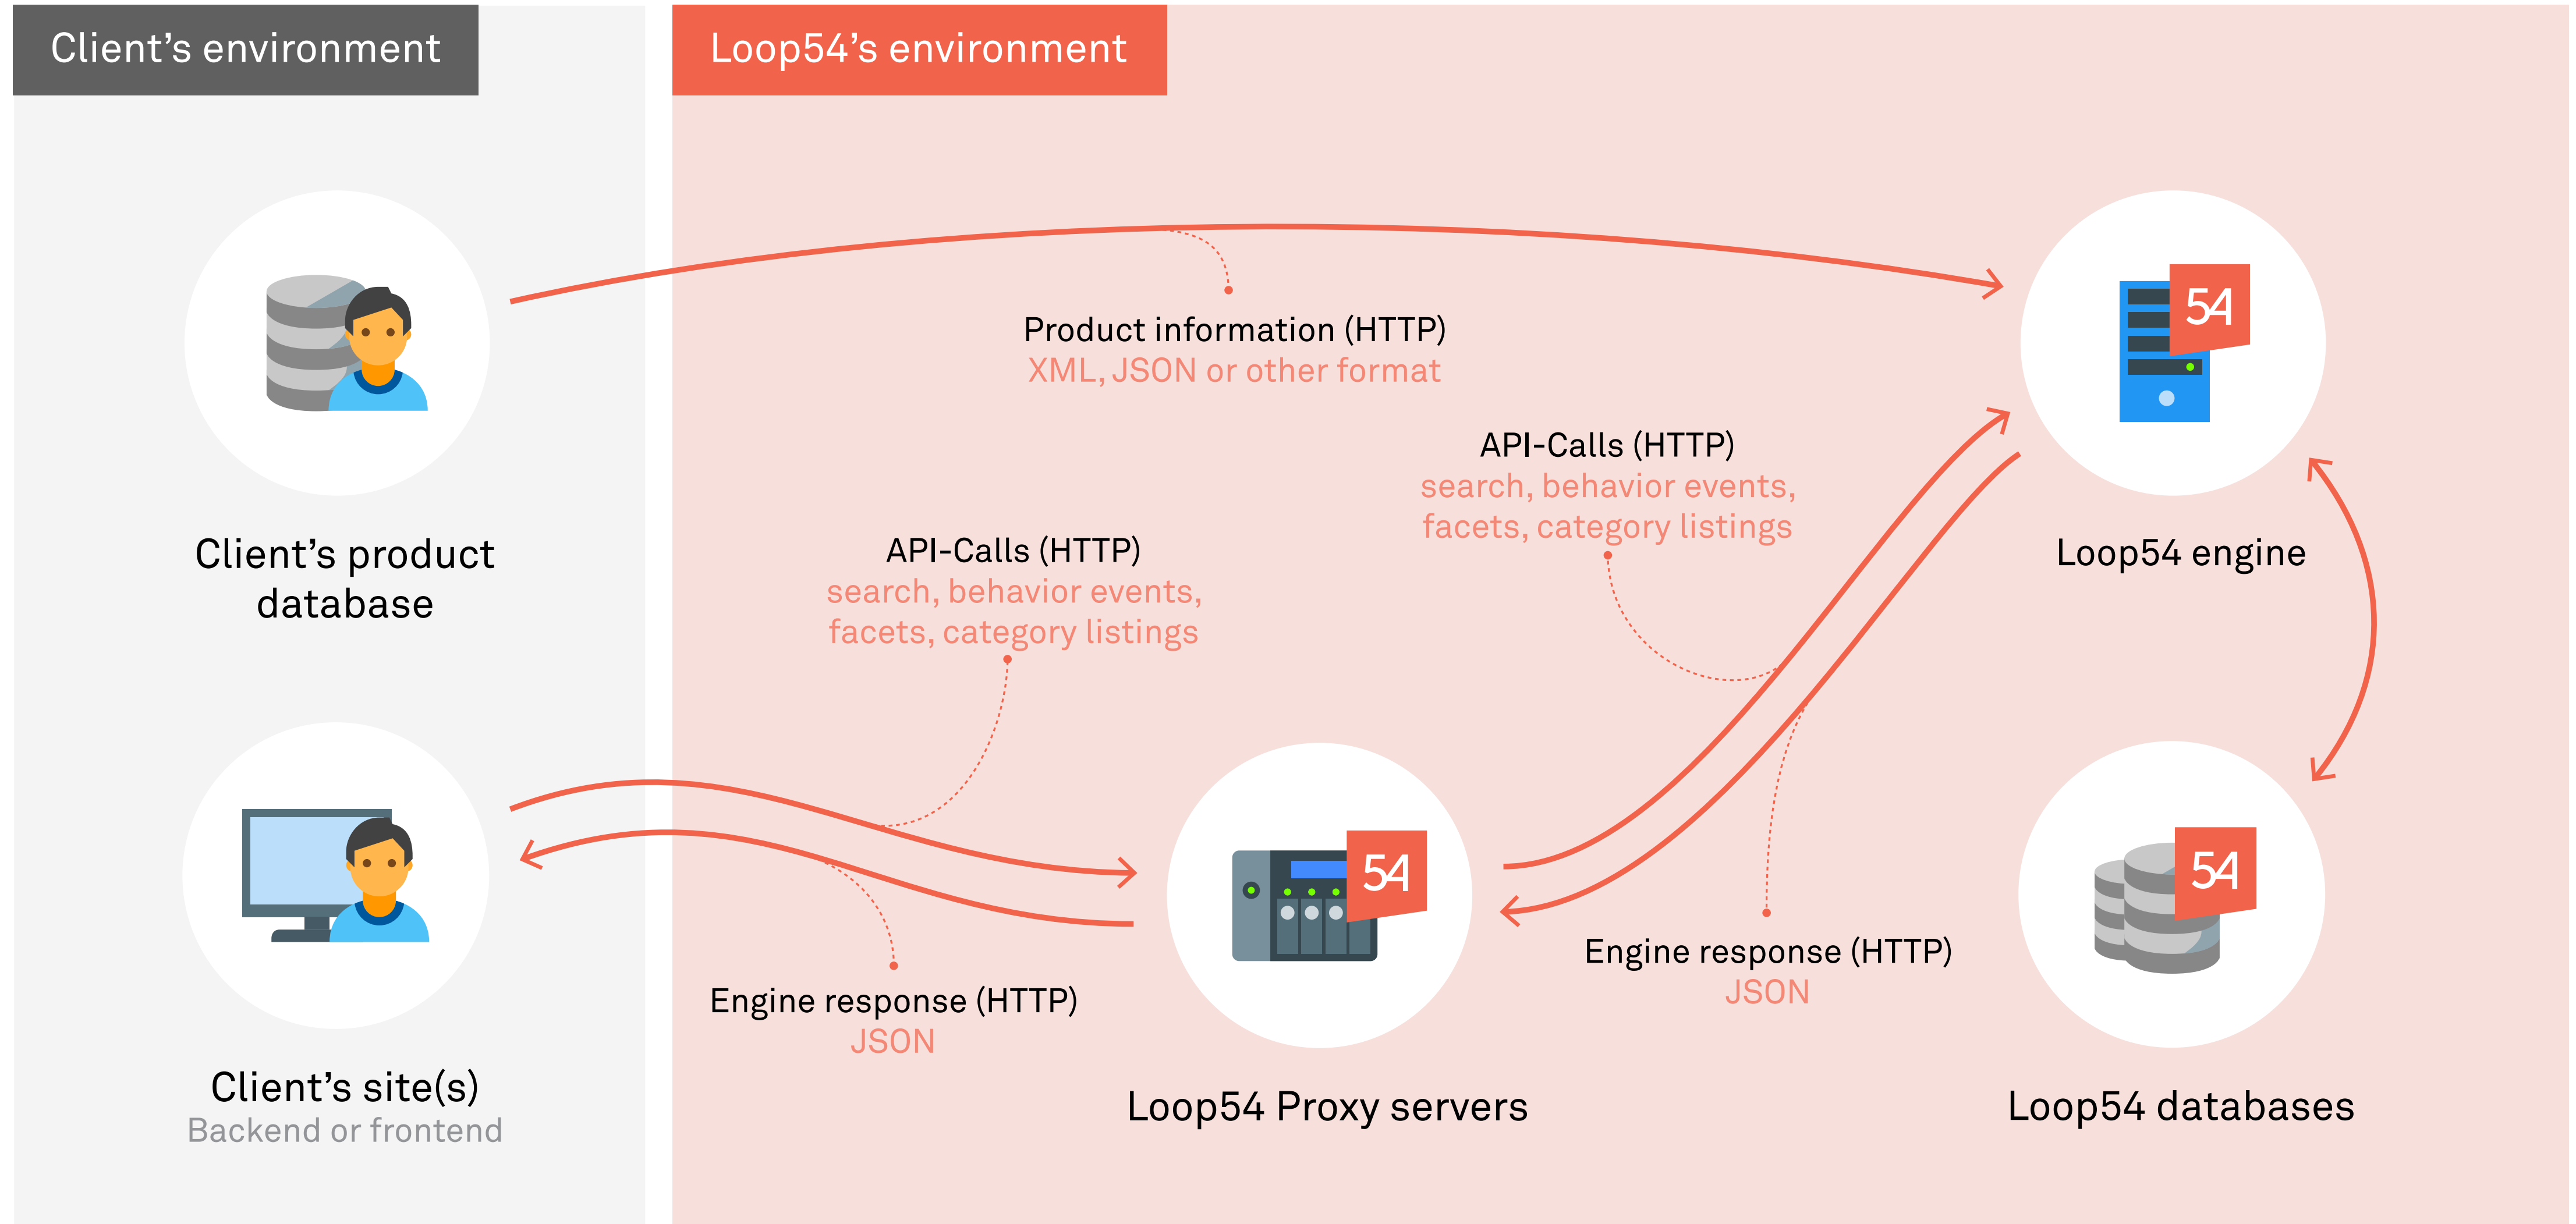 Client’s environment
Loop54’s environment
Product information (HTTP)
XML, JSON or other format
54
Client’s product
database
API-Calls (HTTP)
search, behavior events,
facets, category listings
Loop54 engine
API-Calls (HTTP)
search, behavior events,
facets, category listings
54
54
Engine response (HTTP)
JSON
Engine response (HTTP)
JSON
Client’s site(s)
Backend or frontend
Loop54 Proxy servers
Loop54 databases